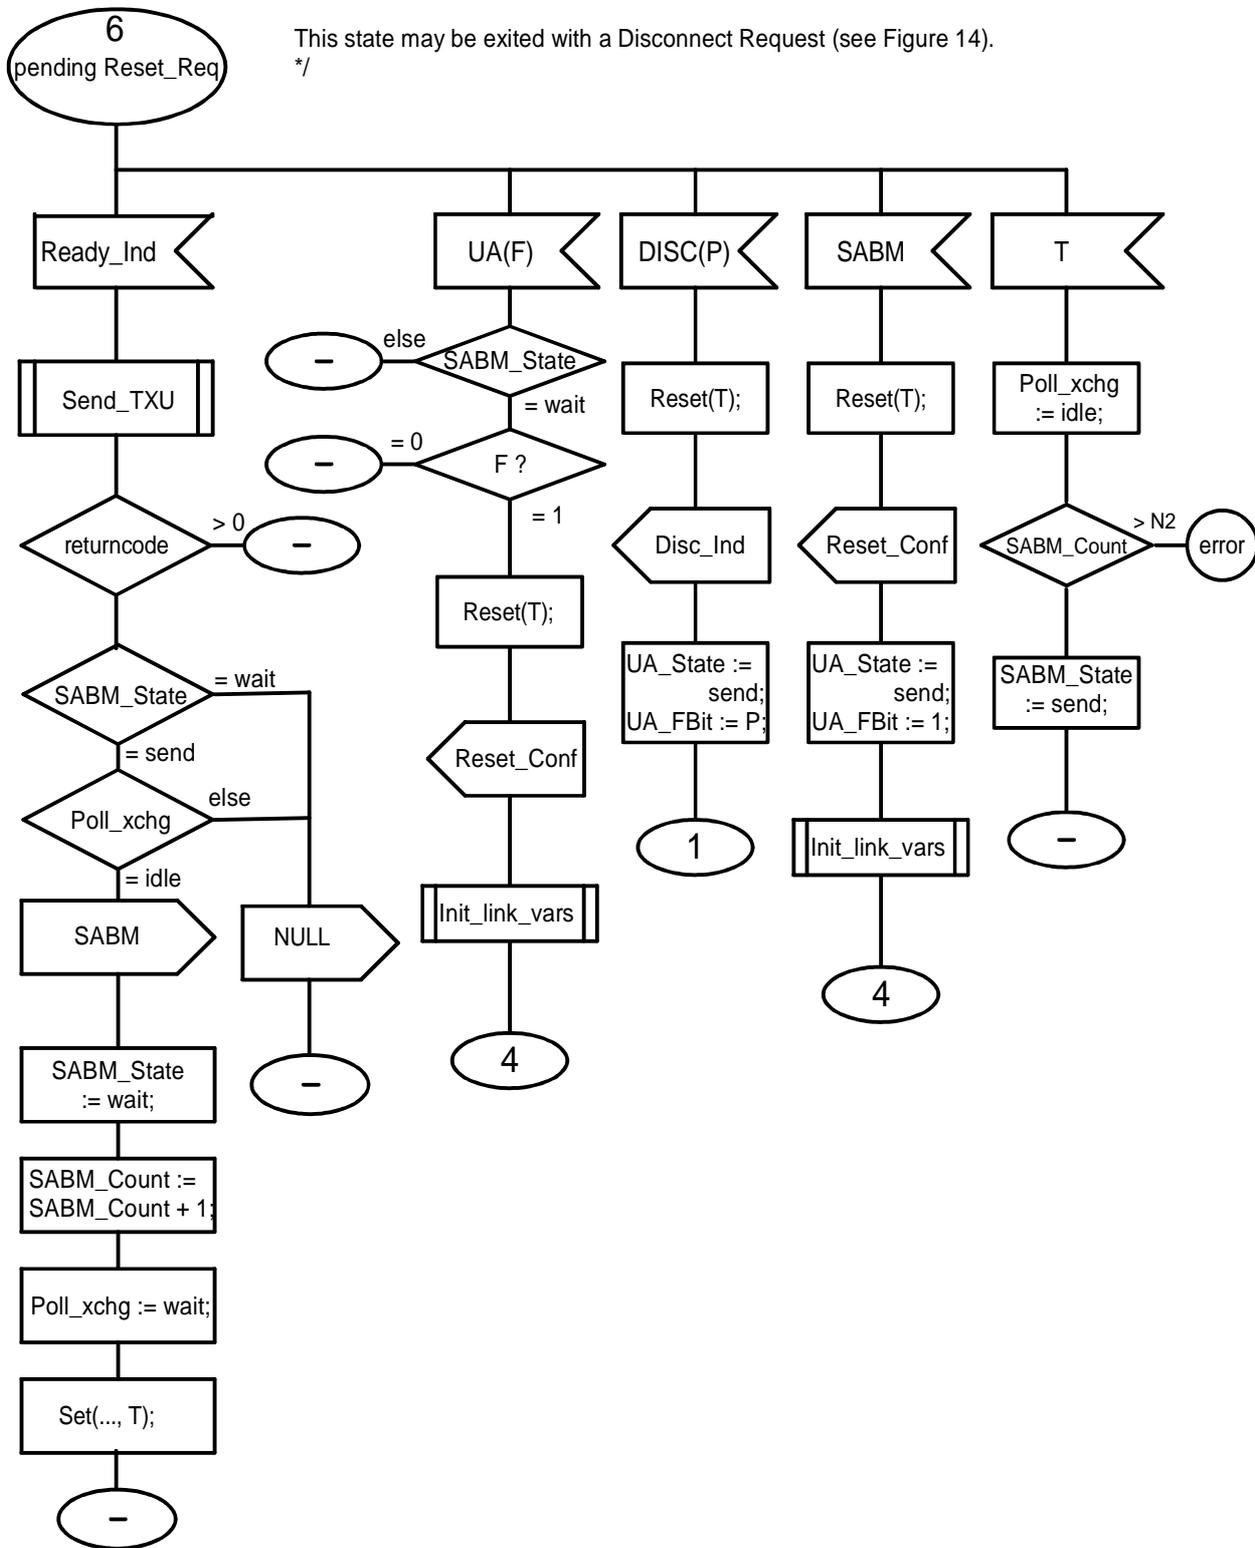 6
pending Reset_Req
This state may be exited with a Disconnect Request (see Figure 14).
*/
Ready_Ind
Send_TXU
returncode
> 0
–
SABM_State
= wait
= send
Poll_xchg
else
= idle
SABM
NULL
–
SABM_State
:= wait;
SABM_Count :=
SABM_Count + 1;
Poll_xchg := wait;
Set(..., T);
–
UA(F)
SABM_State
else
–
= wait
F ?
= 0
–
= 1
Reset(T);
Reset_Conf
Init_link_vars
4
DISC(P)
Reset(T);
Disc_Ind
UA_State :=
send;
UA_FBit := P;
1
SABM
Reset(T);
Reset_Conf
UA_State :=
send;
UA_FBit := 1;
Init_link_vars
4
T
Poll_xchg
:= idle;
SABM_Count
> N2
error
SABM_State
:= send;
–